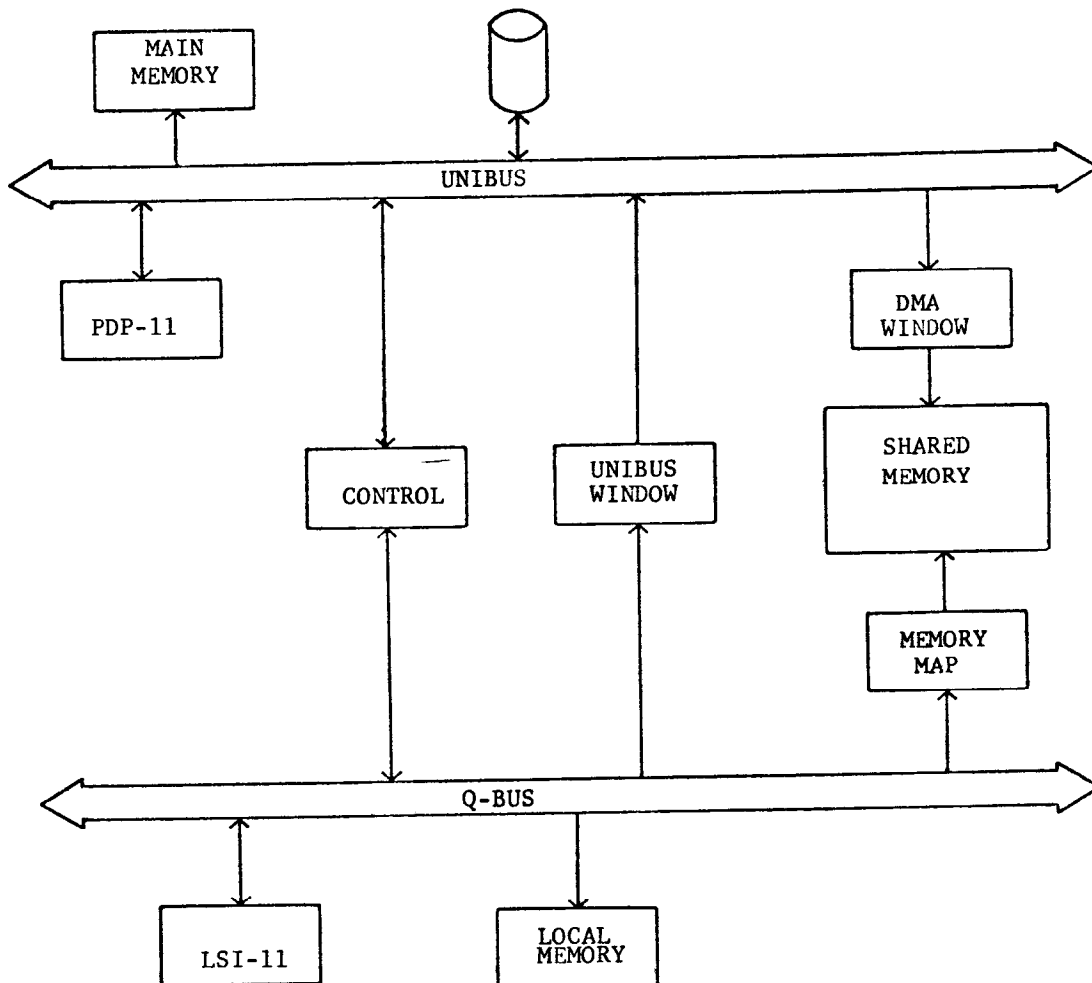 MAIN
MEMORY
UNIBUS
PDP-11
DMA
WINDOW
SHARED
MEMORY
CONTROL
UNIBUS
WINDOW
MEMORY
MAP
Q-BUS
LSI-11
LOCAL
MEMORY